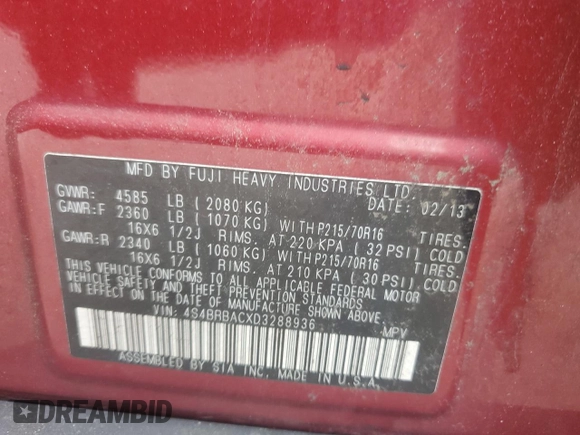 MFD BY FUJI HEAVY INDUSTRIES LTD
GVWR: 4585 LB (2080 KG) DATE: 02/13
GAWR:F 2360 LB (1070 KG) WITH P215/70R16 TIRES.
16X6 1/2J RIMS. AT 220 KPA (32 PSI) COLD
GAWR:R 2340 LB (1060 KG) WITH P215/70R16 TIRES.
16X6 1/2J RIMS. AT 210 KPA (30 PSI) COLD.
THIS VEHICLE CONFORMS TO ALL APPLICABLE FEDERAL MOTOR
VEHICLE SAFETY AND THEFT PREVENTION STANDARDS
IN EFFECT ON THE DATE OF MANUFACTURE SHOWN ABOVE.
VIN: 4S4BRBACXD3288936 MPV
ASSEMBLED BY SIA INC. MADE IN U.S.A.
DREAMBID